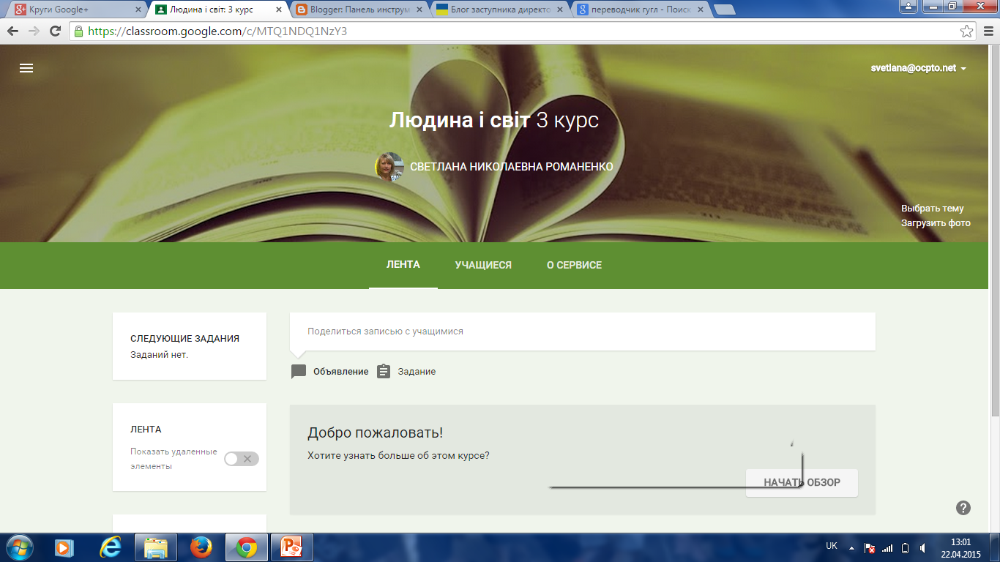 Круги Google+
Людина і світ: 3 курс
Blogger: Панель инструм
Блог заступника директо
переводчик гугл - Поиск
https://classroom.google.com/c/MTQ1NDQ1NzY3
svetlana@ocpto.net
Людина і світ 3 курс
СВЕТЛАНА НИКОЛАЕВНА РОМАНЕНКО
Выбрать тему
Загрузить фото
ЛЕНТА УЧАЩИЕСЯ О СЕРВИСЕ
СЛЕДУЮЩИЕ ЗАДАНИЯ
Заданий нет.
Поделиться записью с учащимися
Объявление Задание
ЛЕНТА
Показать удаленные
элементы
Добро пожаловать!
Хотите узнать больше об этом курсе?
НАЧАТЬ ОБЗОР
UK
13:01
22.04.2015